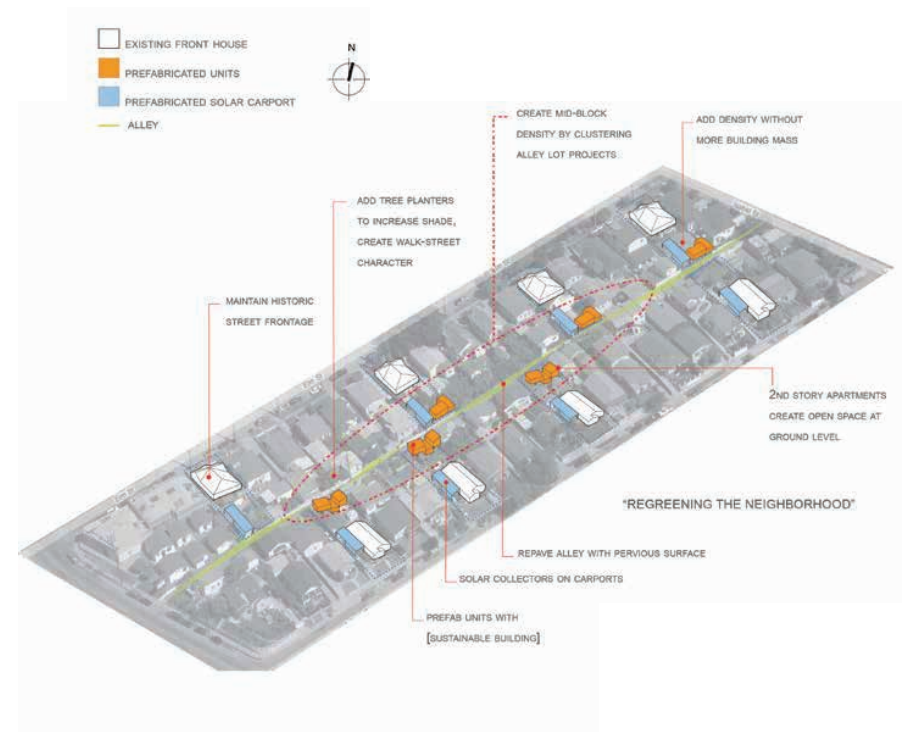 EXISTING FRONT HOUSE
PREFABRICATED UNITS
PREFABRICATED SOLAR CARPORT
ALLEY
N
CREATE MID-BLOCK
DENSITY BY CLUSTERING
ALLEY LOT PROJECTS
ADD DENSITY WITHOUT
MORE BUILDING MASS
ADD TREE PLANTERS
TO INCREASE SHADE,
CREATE WALK-STREET
CHARACTER
MAINTAIN HISTORIC
STREET FRONTAGE
2ND STORY APARTMENTS
CREATE OPEN SPACE AT
GROUND LEVEL
“REGREENING THE NEIGHBORHOOD”
REPAVE ALLEY WITH PERVIOUS SURFACE
SOLAR COLLECTORS ON CARPORTS
PREFAB UNITS WITH
[SUSTAINABLE BUILDING]